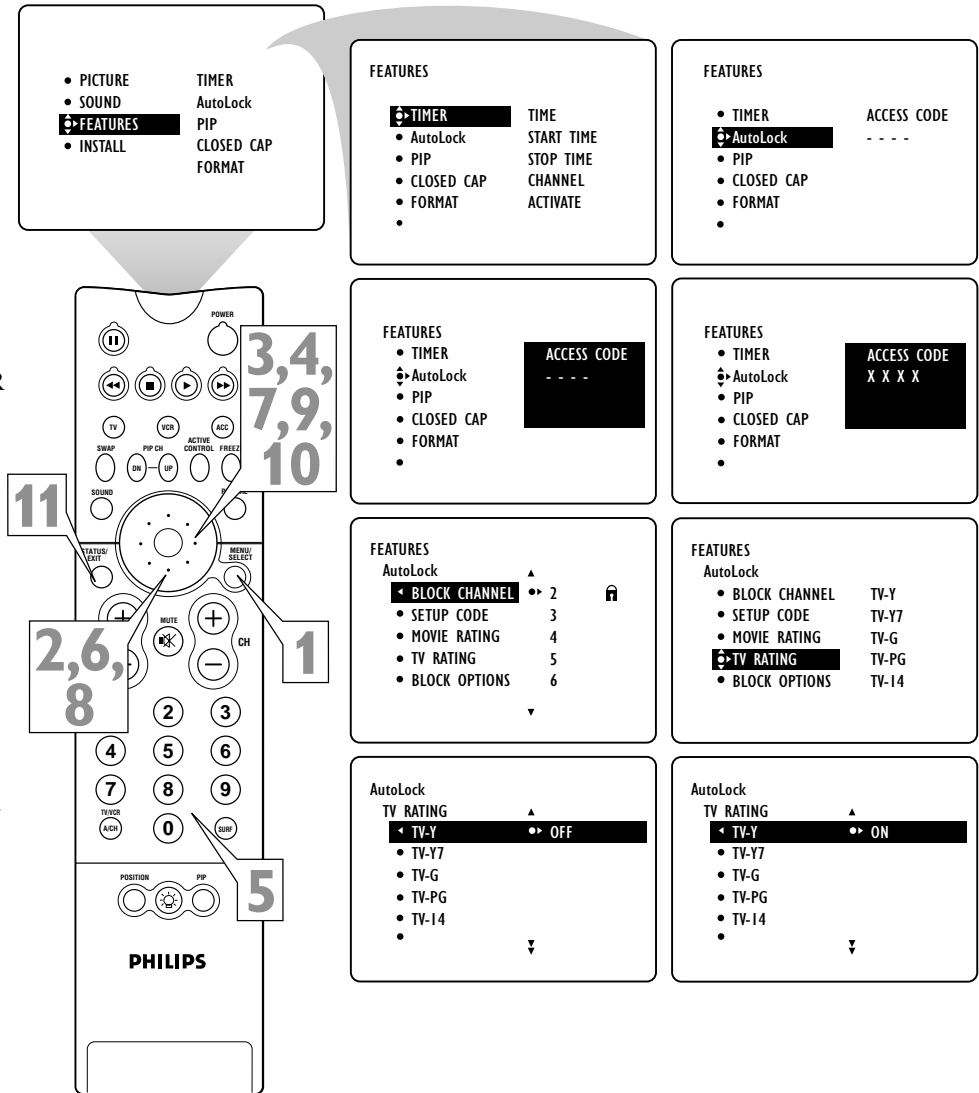 PICTURE TIMER
SOUND AutoLock
FEATURES PIP
INSTALL CLOSED CAP
FORMAT
FEATURES
TIMER TIME
AutoLock START TIME
PIP STOP TIME
CLOSED CAP CHANNEL
FORMAT ACTIVATE
FEATURES
TIMER ACCESS CODE
AutoLock - - - -
PIP
CLOSED CAP
FORMAT
FEATURES
TIMER ACCESS CODE
AutoLock - - - -
PIP
CLOSED CAP
FORMAT
FEATURES
TIMER ACCESS CODE
AutoLock X X X X
PIP
CLOSED CAP
FORMAT
FEATURES
AutoLock
BLOCK CHANNEL 2
SETUP CODE 3
MOVIE RATING 4
TV RATING 5
BLOCK OPTIONS 6
FEATURES
AutoLock
BLOCK CHANNEL TV-Y
SETUP CODE TV-Y7
MOVIE RATING TV-G
TV RATING TV-PG
BLOCK OPTIONS TV-14
AutoLock
TV RATING
TV-Y OFF
TV-Y7
TV-G
TV-PG
TV-14
AutoLock
TV RATING
TV-Y ON
TV-Y7
TV-G
TV-PG
TV-14
R
POWER
3,4,
7,9,
10
TV VCR ACC
SWAP PIP CH ACTIVE CONTROL FREEZ
DN UP
SOUND
11
STATUS/
EXIT
MENU/
SELECT
MUTE
CH
1
2,6,
8
2 3
4 5 6
7 8 9
TV/VCR
A/CH 0 SURF
5
POSITION PIP
PHILIPS